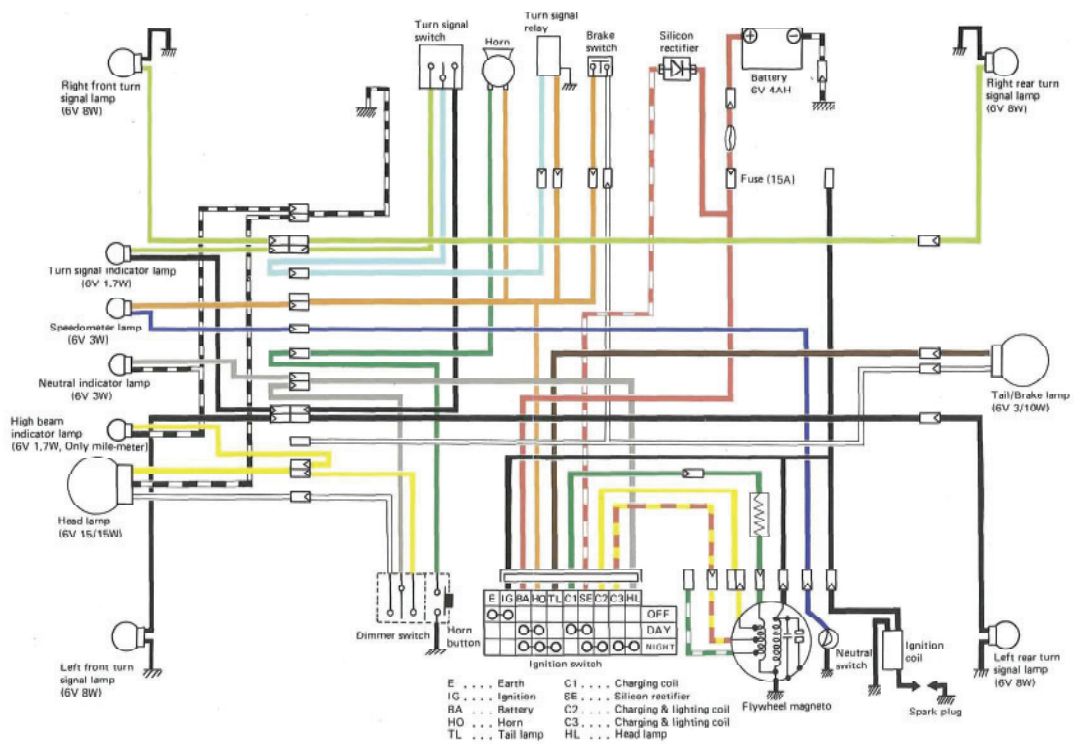 Turn signal
switch
Horn
Turn signal
relay
Brake
switch
Silicon
rectifier
Battery
6V 4AH
Fuse (15A)
Right front turn
signal lamp
(6V 8W)
Right rear turn
signal lamp
(6V 8W)
Turn signal indicator lamp
(6V 1.7W)
Speedometer lamp
(6V 3W)
Neutral indicator lamp
(6V 3W)
High beam
indicator lamp
(6V 1.7W, Only mile-meter)
Head lamp
(6V 15/15W)
Tail/Brake lamp
(6V 3/10W)
Left front turn
signal lamp
(6V 8W)
Dimmer switch
Horn
button
E IG BA HO TL C1 SE C2 C3 HL
OFF
DAY
NIGHT
Ignition switch
Flywheel magneto
Neutral
switch
Ignition
coil
Spark plug
Left rear turn
signal lamp
(6V 8W)
E .... Earth C1 .... Charging coil
IG .... Ignition SE .... Silicon rectifier
BA .... Battery C2 .... Charging & lighting coil
HO .... Horn C3 .... Charging & lighting coil
TL .... Tail lamp HL .... Head lamp